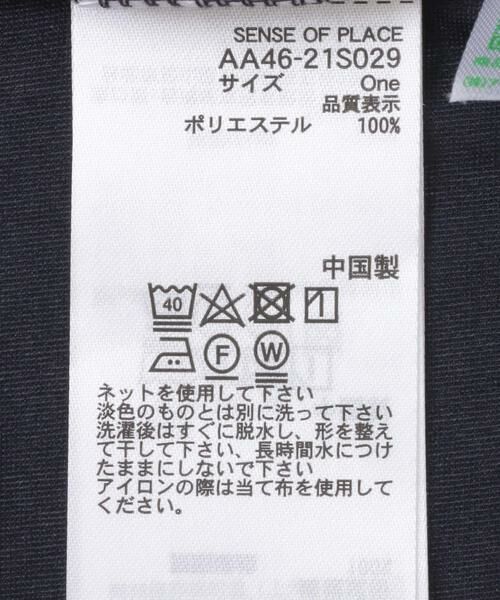 SENSE OF PLACE
AA46-21S029
サイズ One
品質表示
ポリエステル 100%
中国製
40
F W
ネットを使用して下さい
淡色のものとは別に洗って下さい
洗濯後はすぐに脱水し、形を整え
て干して下さい、長時間水につけ
たままにしないで下さい
アイロンの際は当て布を使用して
ください。